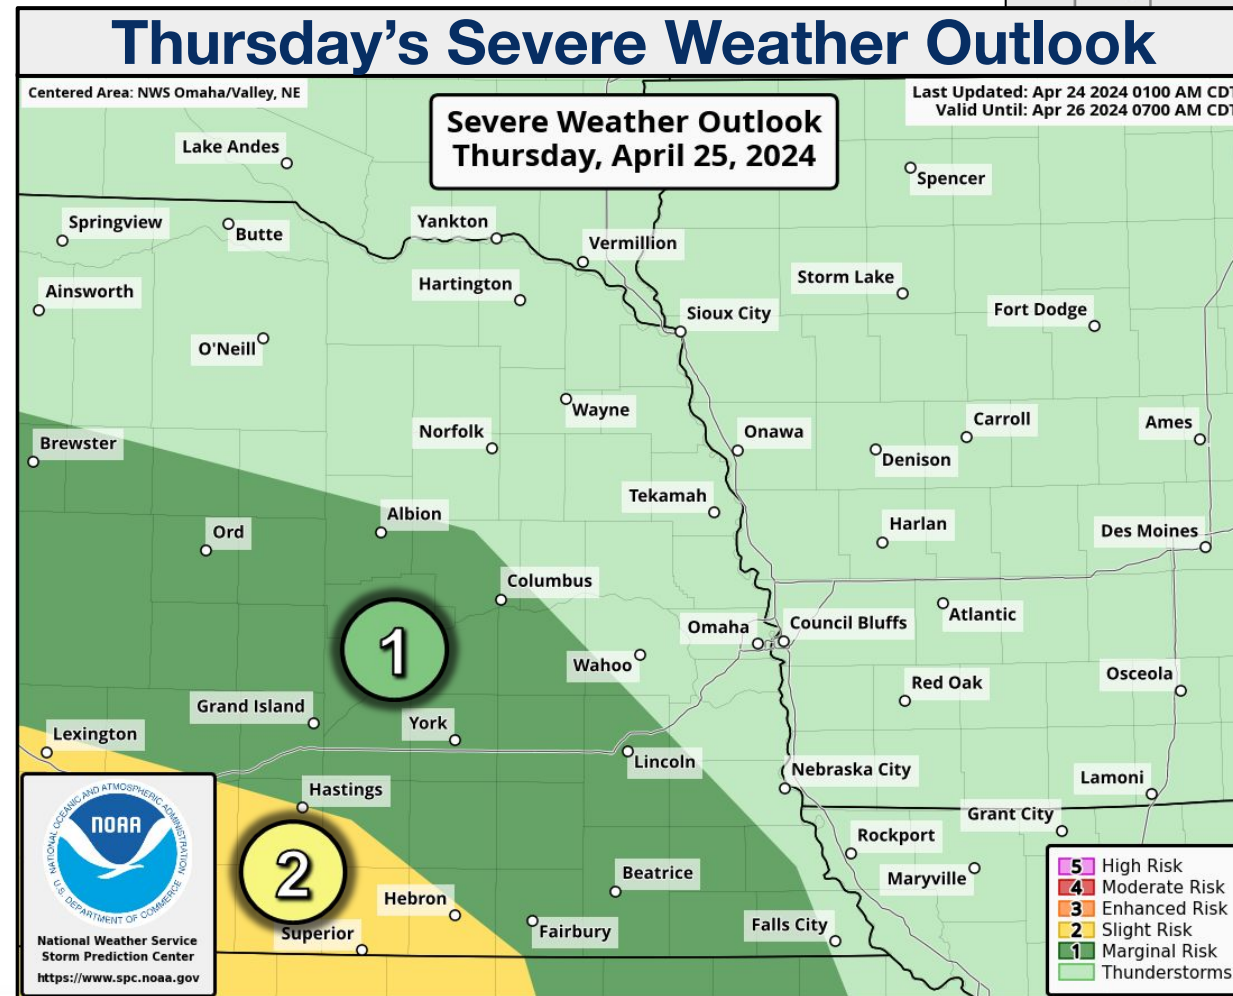 Thursday's Severe Weather Outlook
Centered Area: NWS Omaha/Valley, NE
Last Updated: Apr 24 2024 0100 AM CDT
Valid Until: Apr 26 2024 0700 AM CDT
Severe Weather Outlook
Thursday, April 25, 2024
Lake Andes
Spencer
Springview
Butte
Yankton
Vermillion
Ainsworth
Hartington
Storm Lake
Sioux City
Fort Dodge
O'Neill
Wayne
Norfolk
Onawa
Carroll
Ames
Brewster
Denison
Tekamah
Albion
Ord
Harlan
Des Moines
Columbus
Omaha
Council Bluffs
Atlantic
1
Wahoo
Red Oak
Osceola
Grand Island
York
Lexington
Lincoln
Nebraska City
Lamoni
Hastings
Grant City
Rockport
2
Beatrice
Maryville
Hebron
Superior
Fairbury
Falls City
NATIONAL OCEANIC AND ATMOSPHERIC ADMINISTRATION
NOAA
U.S. DEPARTMENT OF COMMERCE
National Weather Service
Storm Prediction Center
https://www.spc.noaa.gov
5 High Risk
4 Moderate Risk
3 Enhanced Risk
2 Slight Risk
1 Marginal Risk
Thunderstorms